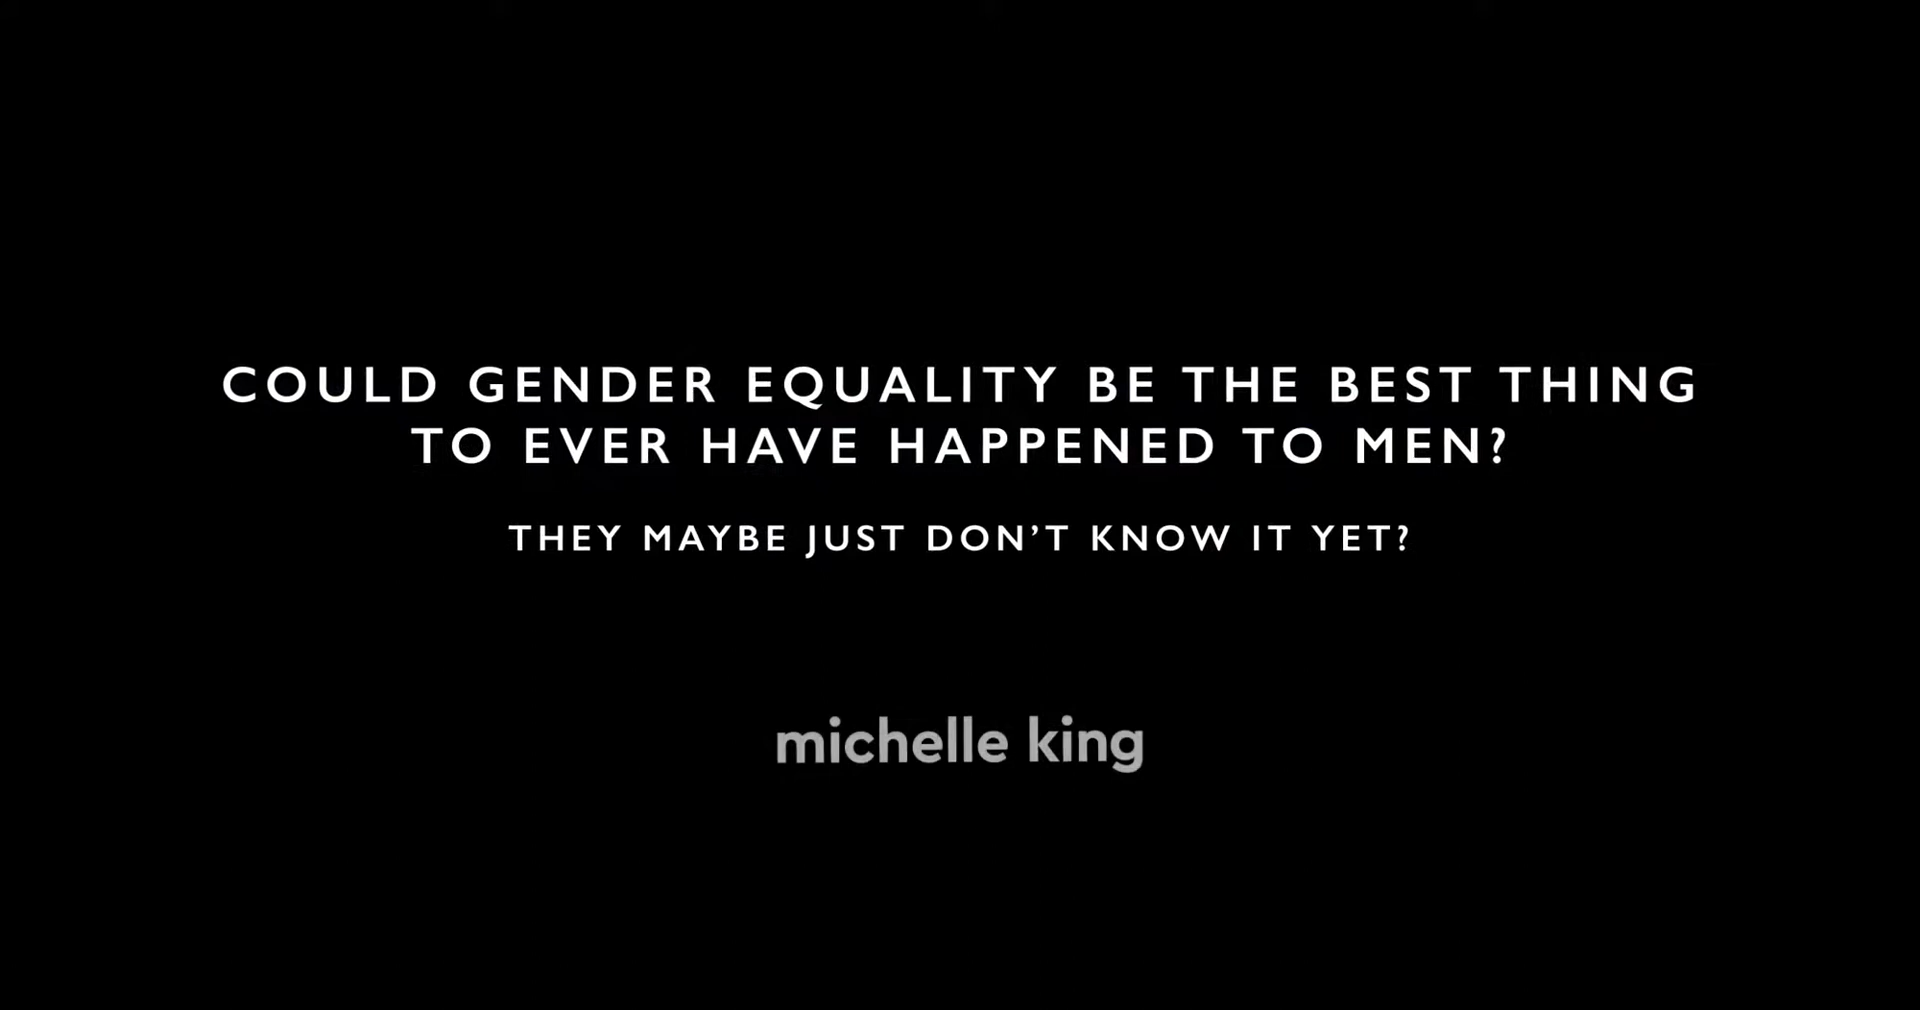 COULD GENDER EQUALITY BE THE BEST THING
TO EVER HAVE HAPPENED TO MEN?
THEY MAYBE JUST DON’T KNOW IT YET?
michelle king